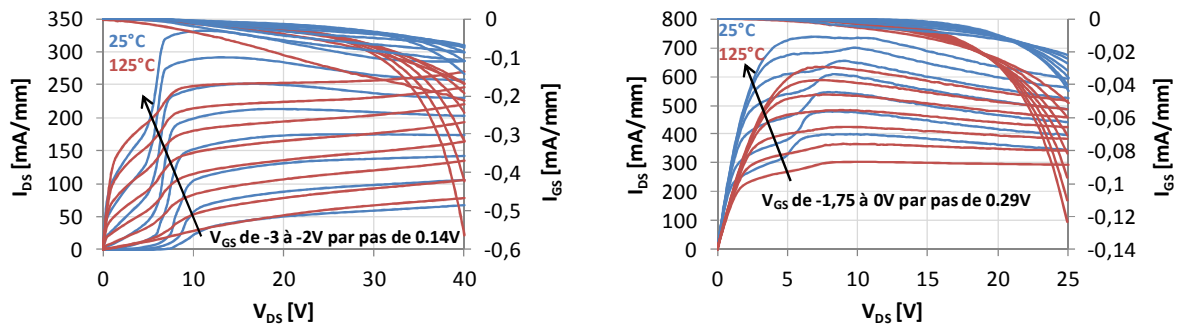 350
300
250
200
150
100
50
0
I_DS [mA/mm]
25°C
125°C
V_GS de -3 à -2V par pas de 0.14V
0
-0,1
-0,2
-0,3
-0,4
-0,5
-0,6
I_GS [mA/mm]
0 10 20 30 40
V_DS [V]
800
700
600
500
400
300
200
100
0
I_DS [mA/mm]
25°C
125°C
V_GS de -1,75 à 0V par pas de 0.29V
0
-0,02
-0,04
-0,06
-0,08
-0,1
-0,12
-0,14
I_GS [mA/mm]
0 5 10 15 20 25
V_DS [V]